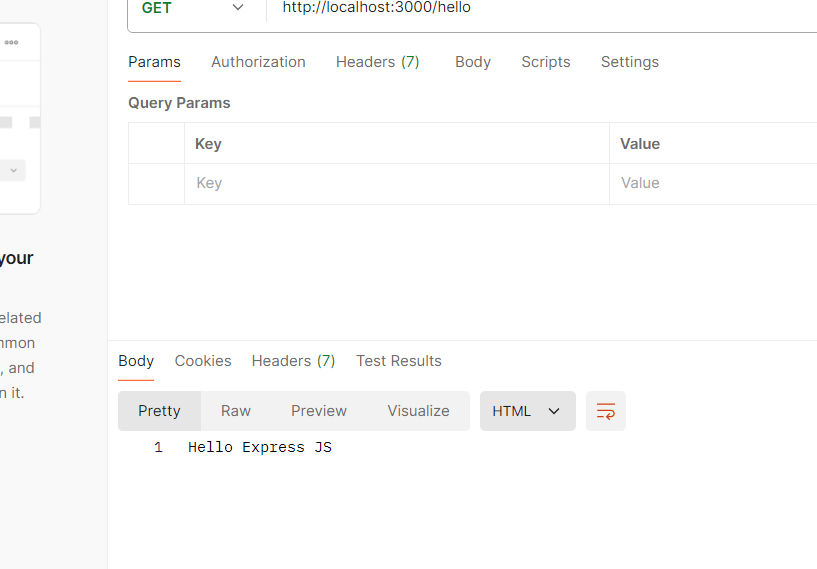 GET http://localhost:3000/hello
Params Authorization Headers (7) Body Scripts Settings
Query Params
Key Value
Key Value
your
elated
mmon
, and
n it.
Body Cookies Headers (7) Test Results
Pretty Raw Preview Visualize HTML
1 Hello Express JS